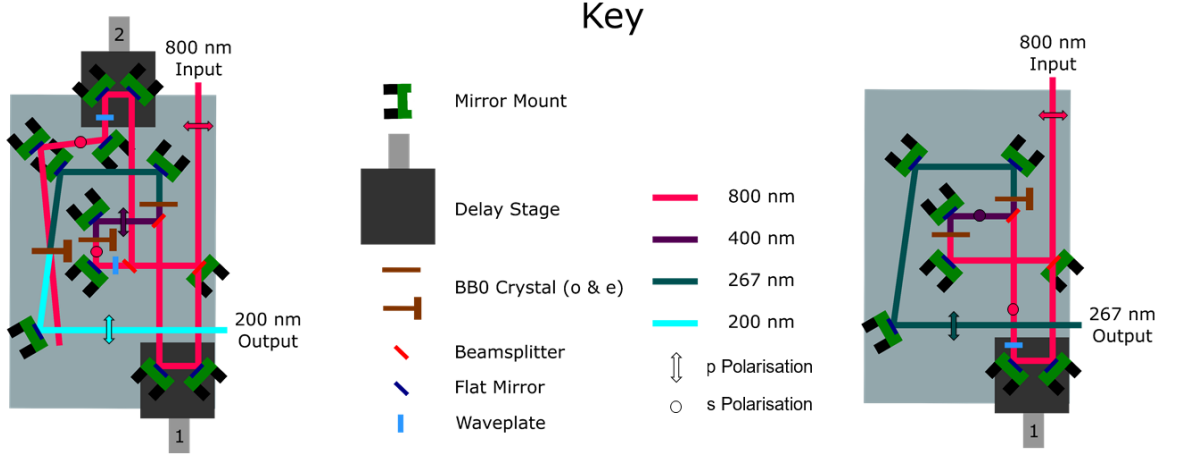 Key
2
800 nm
Input
200 nm
Output
1
Mirror Mount
Delay Stage
BB0 Crystal (o & e)
Beamsplitter
Flat Mirror
Waveplate
800 nm
400 nm
267 nm
200 nm
p Polarisation
s Polarisation
800 nm
Input
267 nm
Output
1